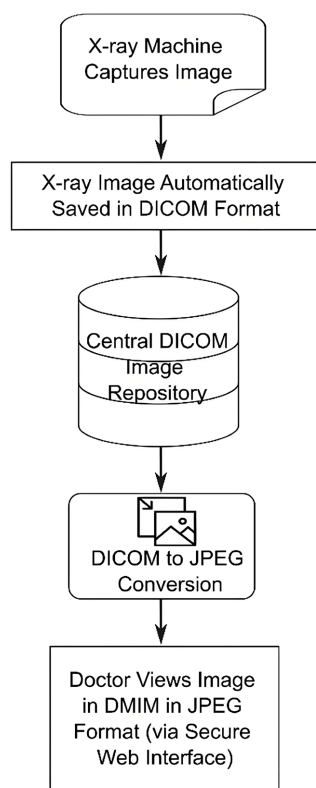 X-ray Machine
Captures Image
X-ray Image Automatically
Saved in DICOM Format
Central DICOM
Image
Repository
DICOM to JPEG
Conversion
Doctor Views Image
in DMIM in JPEG
Format (via Secure
Web Interface)